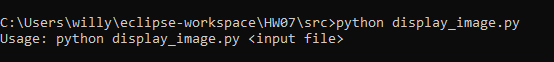 C:\Users\willy\eclipse-workspace\HW07\src>python display_image.py
Usage: python display_image.py <input file>